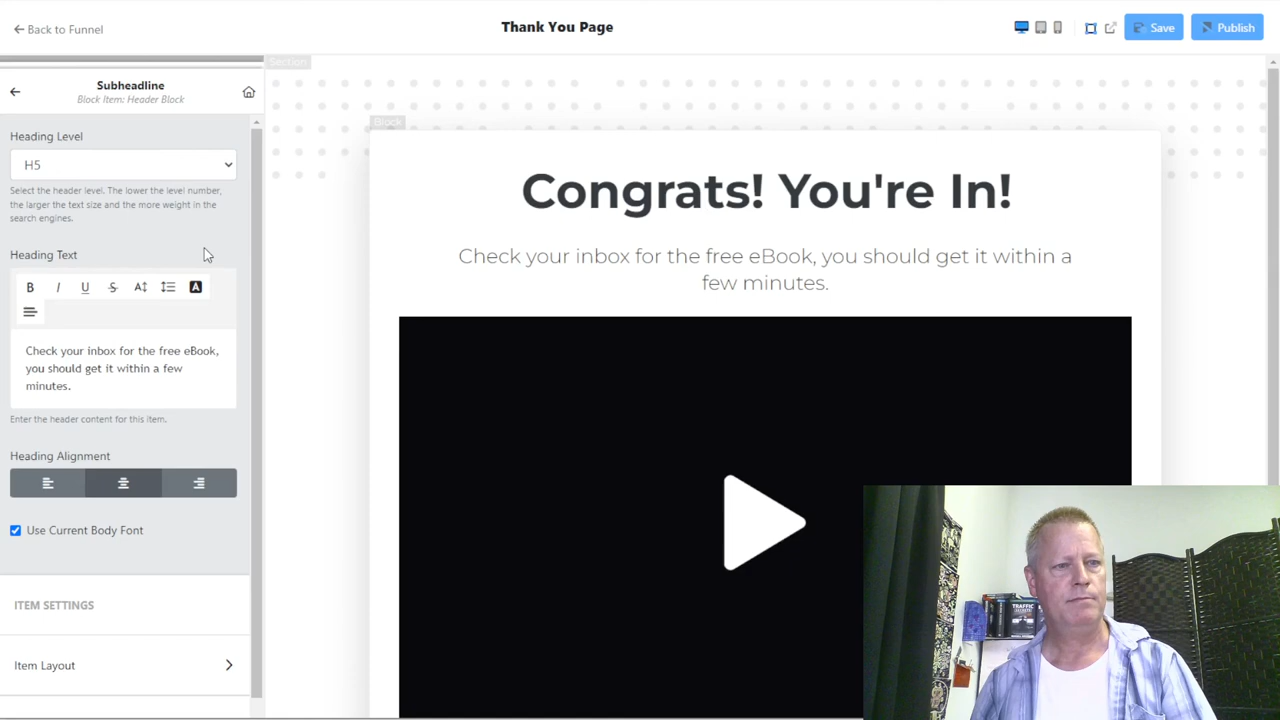 Back to Funnel
Thank You Page
Save
Publish
Section
Subheadline
Block Item: Header Block
Heading Level
H5
Select the header level. The lower the level number,
the larger the text size and the more weight in the
search engines.
Heading Text
B I U S A A
Check your inbox for the free eBook,
you should get it within a few
minutes.
Enter the header content for this item.
Heading Alignment
Use Current Body Font
ITEM SETTINGS
Item Layout
Block
Congrats! You're In!
Check your inbox for the free eBook, you should get it within a
few minutes.
TRAFFIC